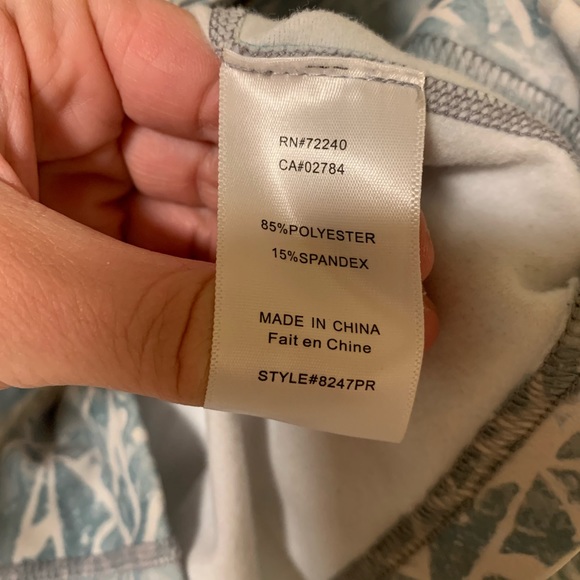 RN#72240
CA#02784
85%POLYESTER
15%SPANDEX
MADE IN CHINA
Fait en Chine
STYLE#8247PR